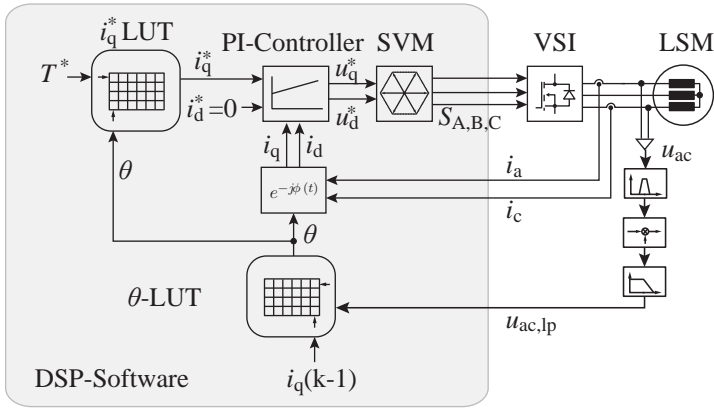 i*q LUT
PI-Controller
SVM
VSI
LSM
T*
i*q
i*d=0
u*q
u*d
SA,B,C
iq
id
uac
θ
e−jϕ(t)
ia
ic
θ
θ-LUT
uac,lp
DSP-Software
iq(k-1)